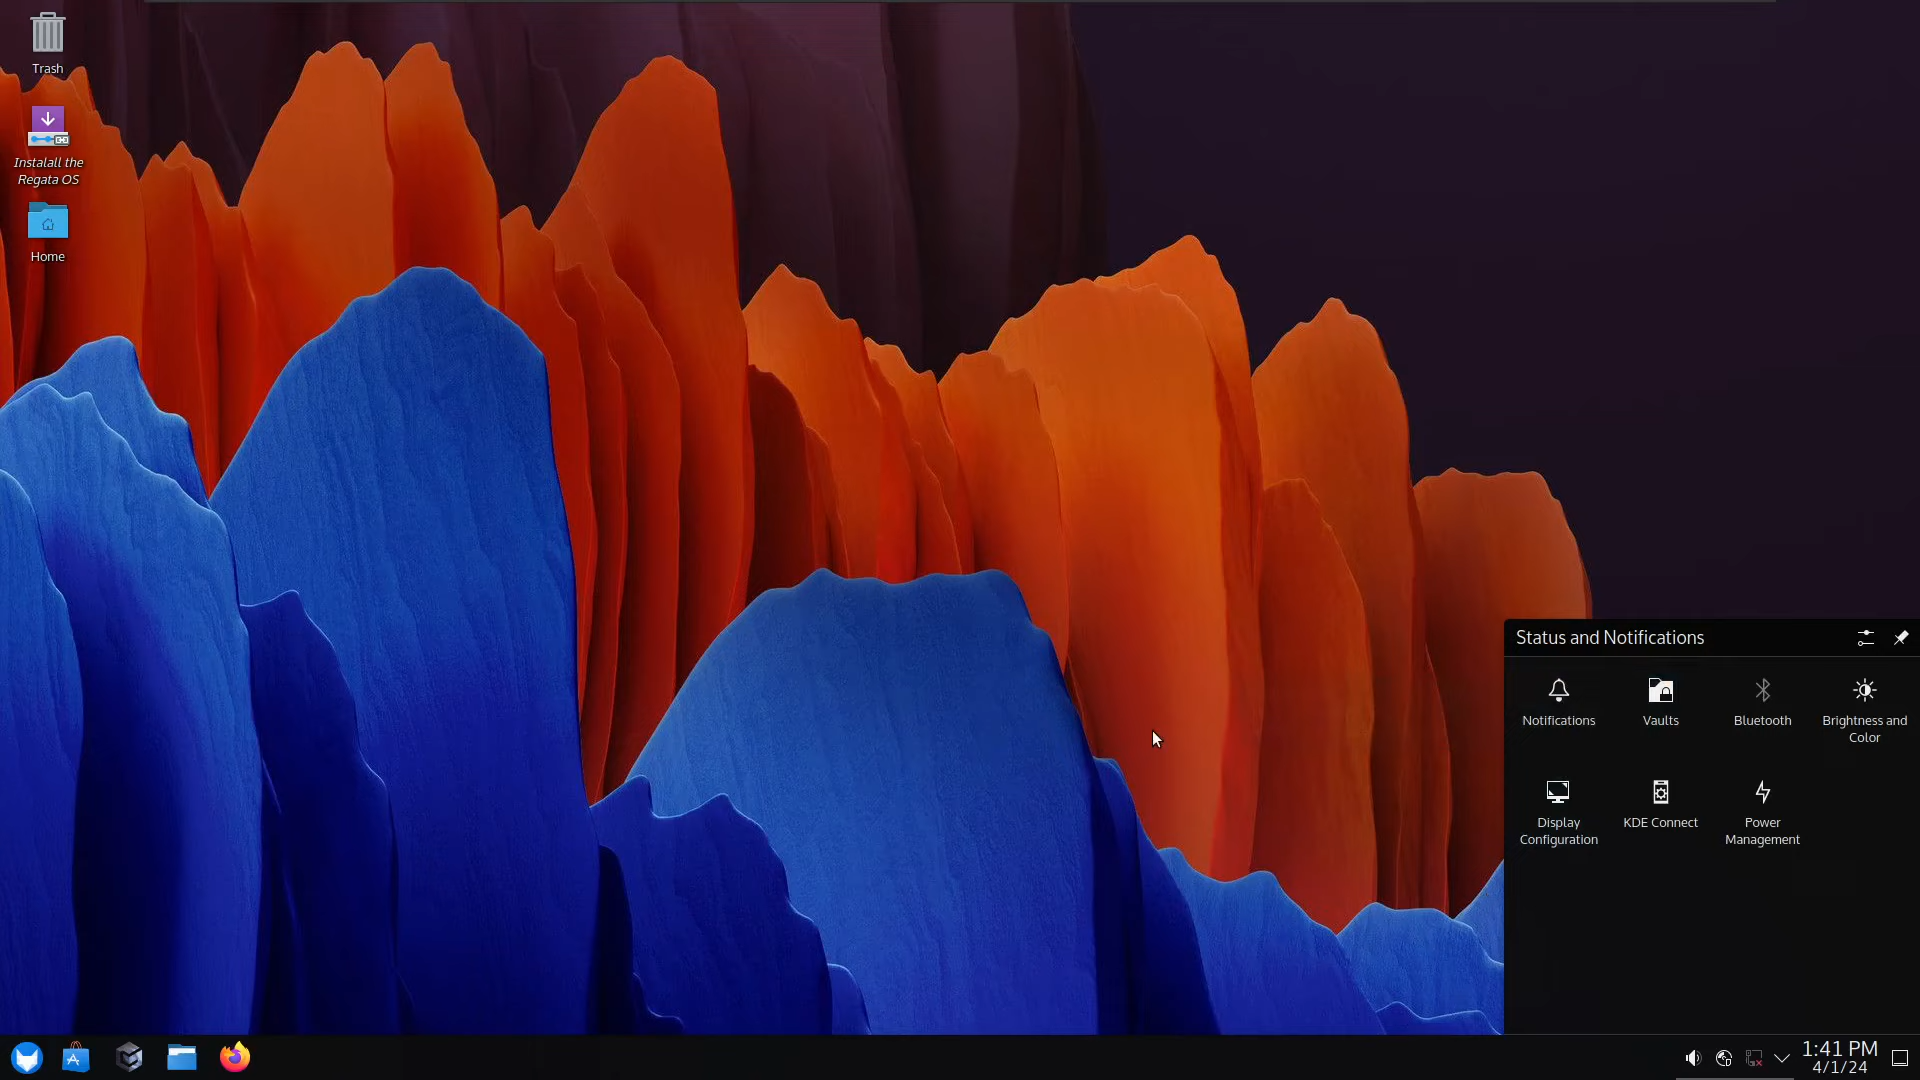 Trash
Instalall the
Regata OS
Home
Status and Notifications
Notifications
Vaults
Bluetooth
Brightness and
Color
Display
Configuration
KDE Connect
Power
Management
1:41 PM
4/1/24